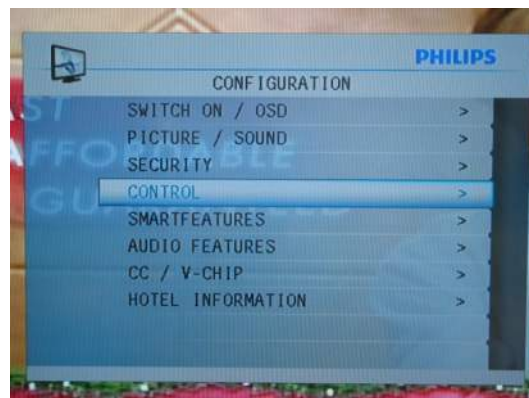 PHILIPS
CONFIGURATION
SWITCH ON / OSD >
PICTURE / SOUND >
SECURITY >
CONTROL >
SMARTFEATURES >
AUDIO FEATURES >
CC / V-CHIP >
HOTEL INFORMATION >